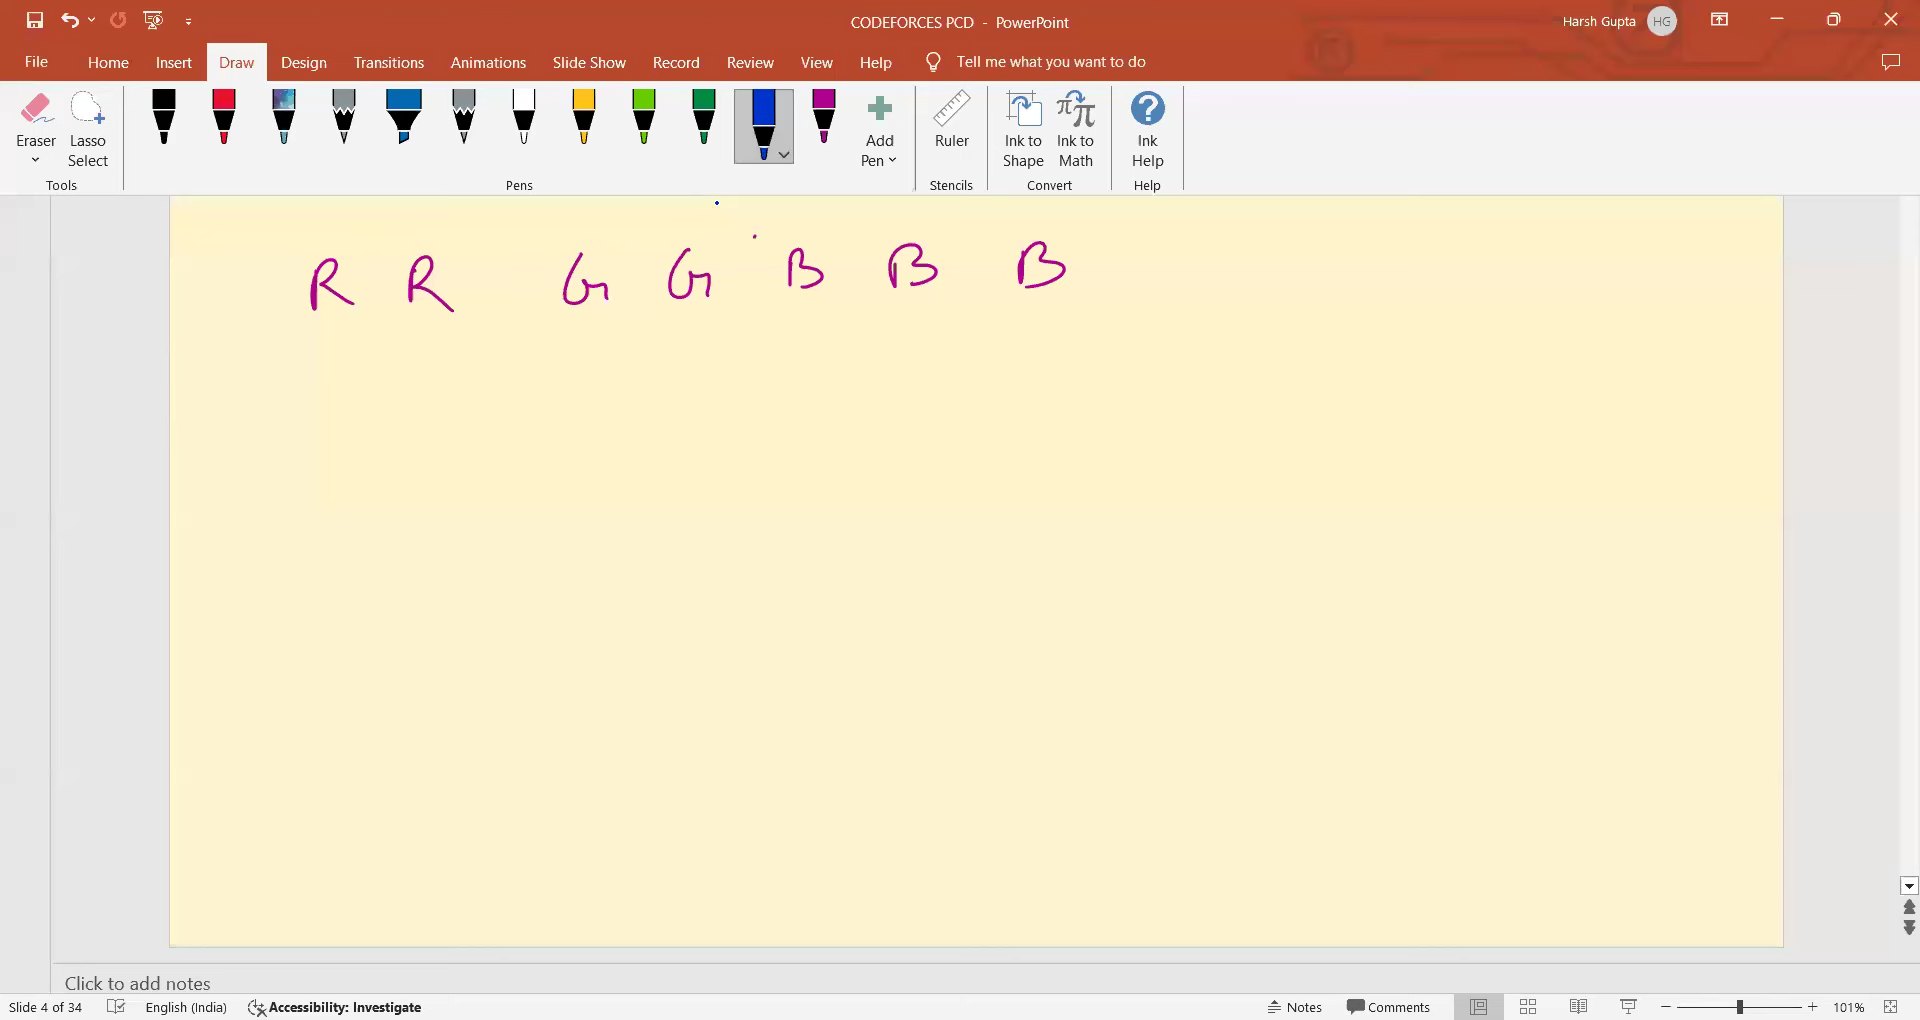 CODEFORCES PCD - PowerPoint
Harsh Gupta HG
File Home Insert Draw Design Transitions Animations Slide Show Record Review View Help Tell me what you want to do
Eraser
Lasso Select
Add Pen
Ruler
Ink to Shape
Ink to Math
Ink Help
Tools Pens Stencils Convert Help
R R G G B B B
Click to add notes
Slide 4 of 34 English (India) Accessibility: Investigate Notes Comments 101%